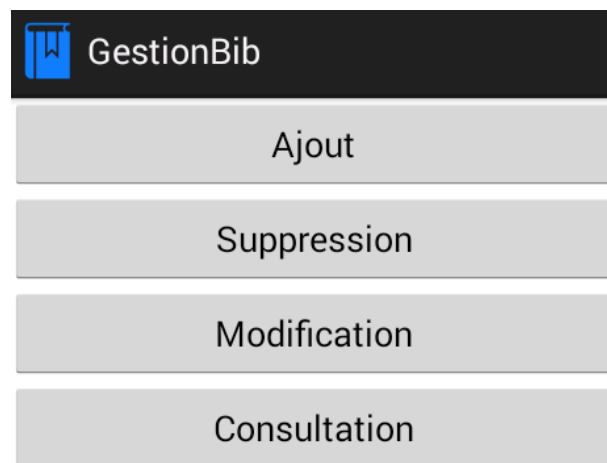 GestionBib
Ajout
Suppression
Modification
Consultation